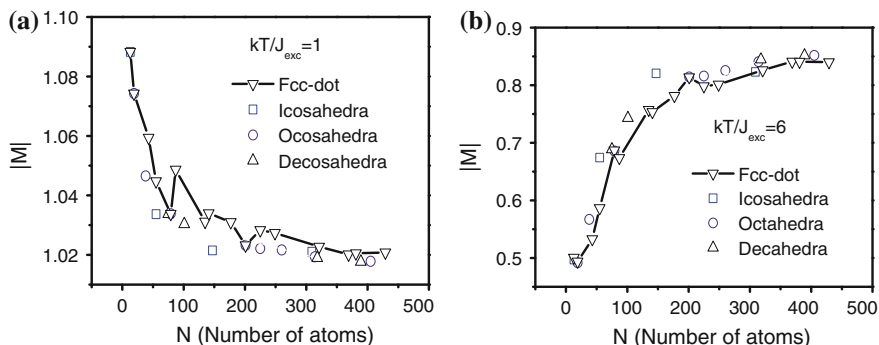 (a)
1.10
1.08
1.06
1.04
1.02
|M|
kT/J_exc=1
Fcc-dot
Icosahedra
Ocosahedra
Decosahedra
0 100 200 300 400 500
N (Number of atoms)
(b)
0.9
0.8
0.7
0.6
0.5
|M|
kT/J_exc=6
Fcc-dot
Icosahedra
Octahedra
Decahedra
0 100 200 300 400 500
N (Number of atoms)